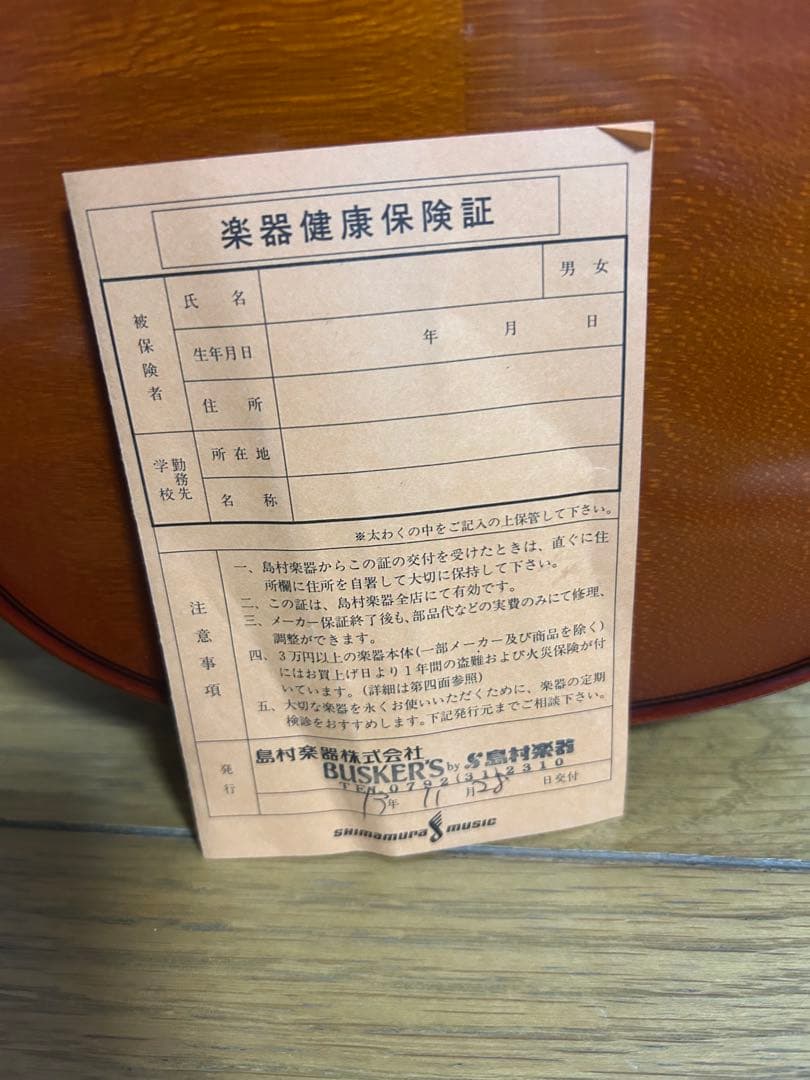 楽器健康保険証
被保険者
氏名
男 女
生年月日
年 月 日
住所
勤務先
学校
所在地
名称
※太わくの中をご記入の上保管して下さい。
注意事項
一、島村楽器からこの証の交付を受けたときは、直ぐに住
所欄に住所を自署して大切に保持して下さい。
二、この証は、島村楽器全店にて有効です。
三、メーカー保証終了後も、部品代などの実費のみにて修理、
調整ができます。
四、3万円以上の楽器本体(一部メーカー及び商品を除く)
にはお買上げ日より1年間の盗難および火災保険が付
いています。(詳細は第四面参照)
五、大切な楽器を永くお使いいただくために、楽器の定期
検診をおすすめします。下記発行元までご相談下さい。
発行
島村楽器株式会社
BUSKER'S by 島村楽器
TEL 0792(31)2310
13年 11月28日交付
SHIMAMURA MUSIC